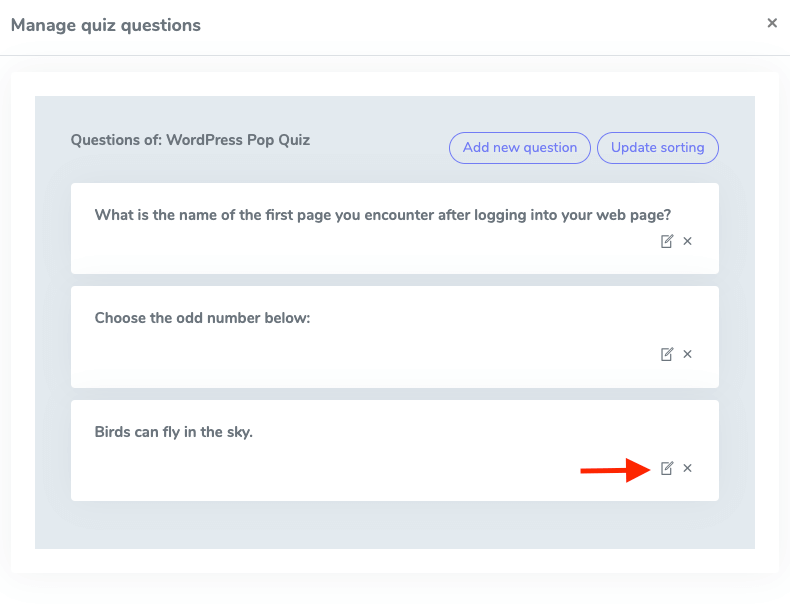 Manage quiz questions
Questions of: WordPress Pop Quiz
Add new question
Update sorting
What is the name of the first page you encounter after logging into your web page?
Choose the odd number below:
Birds can fly in the sky.